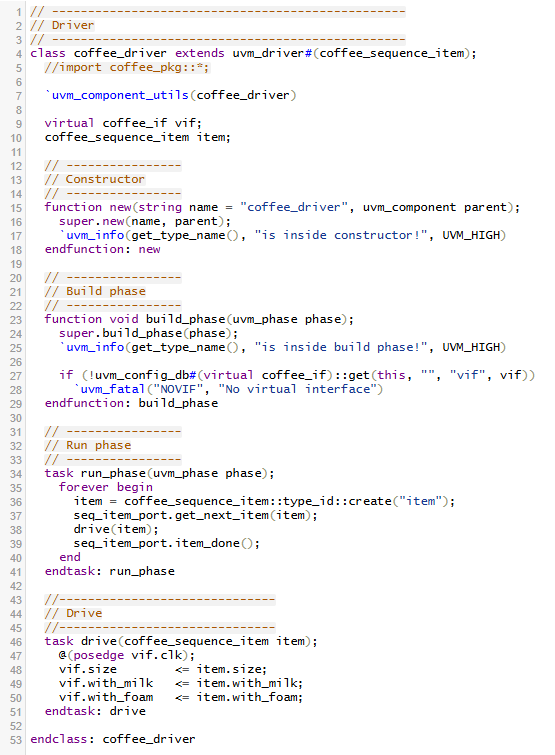 1 // -------------------------------------------------
2 // Driver
3 // -------------------------------------------------
4 class coffee_driver extends uvm_driver#(coffee_sequence_item);
5   //import coffee_pkg::*;
6
7   `uvm_component_utils(coffee_driver)
8
9   virtual coffee_if vif;
10   coffee_sequence_item item;
11
12   // ----------------
13   // Constructor
14   // ----------------
15   function new(string name = "coffee_driver", uvm_component parent);
16     super.new(name, parent);
17     `uvm_info(get_type_name(), "is inside constructor!", UVM_HIGH)
18   endfunction: new
19
20   // ----------------
21   // Build phase
22   // ----------------
23   function void build_phase(uvm_phase phase);
24     super.build_phase(phase);
25     `uvm_info(get_type_name(), "is inside build phase!", UVM_HIGH)
26
27     if (!uvm_config_db#(virtual coffee_if)::get(this, "", "vif", vif))
28       `uvm_fatal("NOVIF", "No virtual interface")
29   endfunction: build_phase
30
31   // ----------------
32   // Run phase
33   // ----------------
34   task run_phase(uvm_phase phase);
35     forever begin
36       item = coffee_sequence_item::type_id::create("item");
37       seq_item_port.get_next_item(item);
38       drive(item);
39       seq_item_port.item_done();
40     end
41   endtask: run_phase
42
43   //------------------------------
44   // Drive
45   //------------------------------
46   task drive(coffee_sequence_item item);
47     @(posedge vif.clk);
48     vif.size        <= item.size;
49     vif.with_milk   <= item.with_milk;
50     vif.with_foam   <= item.with_foam;
51   endtask: drive
52
53 endclass: coffee_driver